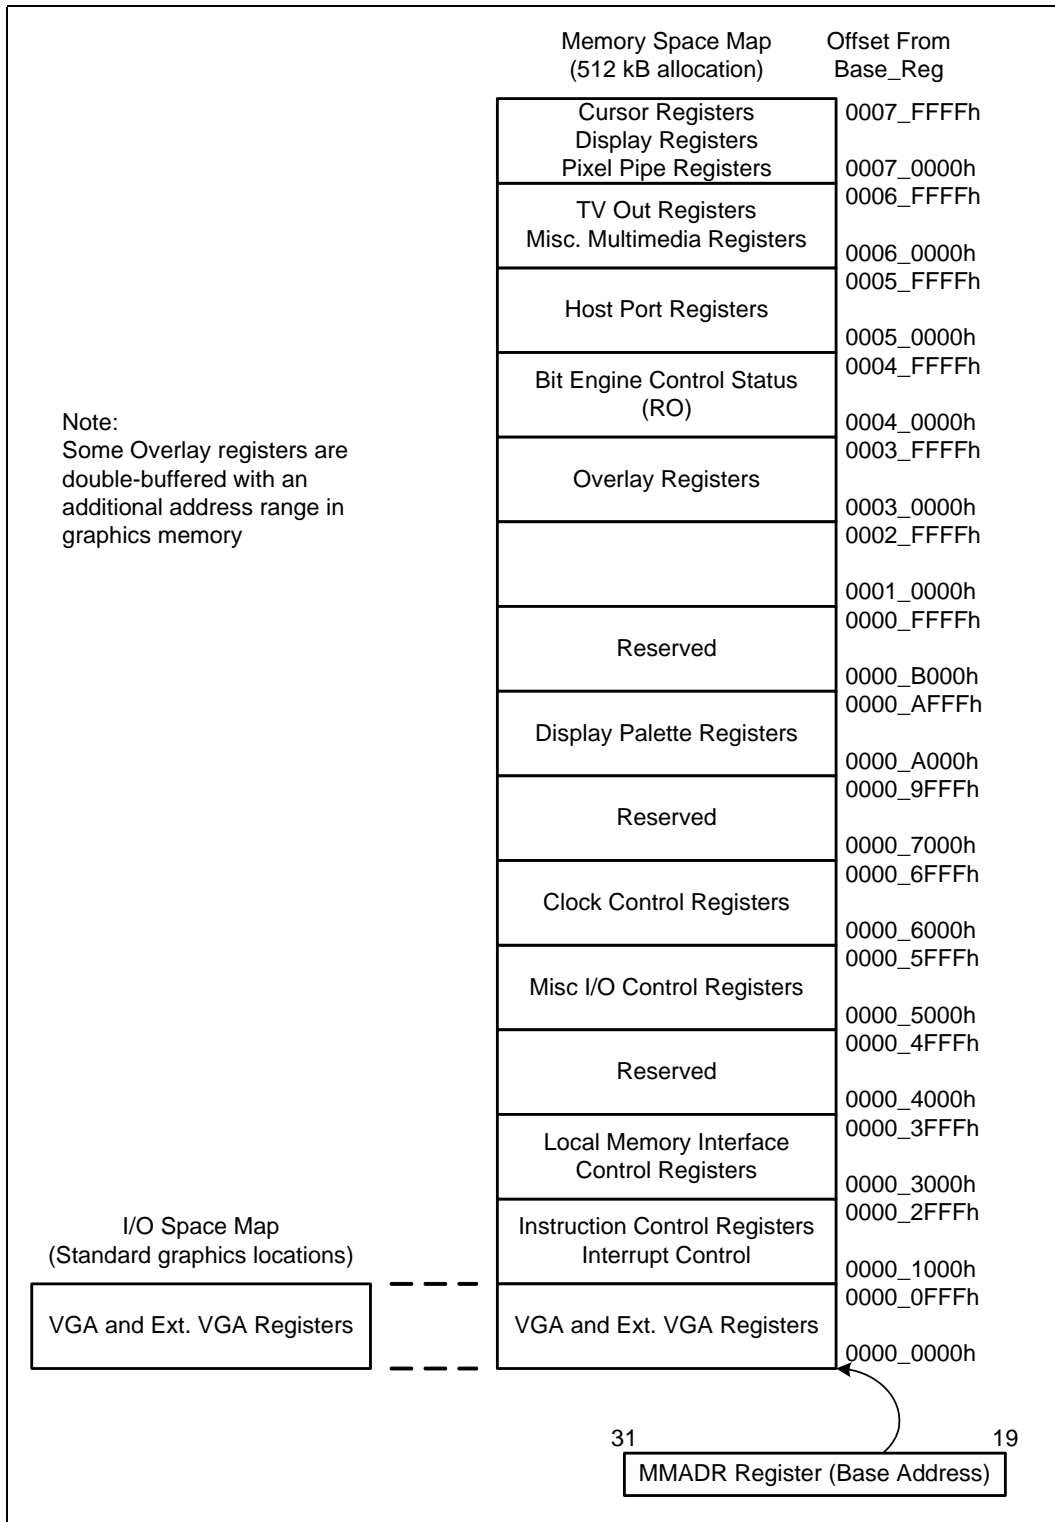 Memory Space Map
(512 kB allocation)
Offset From
Base_Reg
Cursor Registers
Display Registers
Pixel Pipe Registers
0007_FFFFh
0007_0000h
TV Out Registers
Misc. Multimedia Registers
0006_FFFFh
0006_0000h
Host Port Registers
0005_FFFFh
0005_0000h
Bit Engine Control Status
(RO)
0004_FFFFh
0004_0000h
Note:
Some Overlay registers are
double-buffered with an
additional address range in
graphics memory
Overlay Registers
0003_FFFFh
0003_0000h
0002_FFFFh
0001_0000h
Reserved
0000_FFFFh
0000_B000h
Display Palette Registers
0000_AFFFh
0000_A000h
Reserved
0000_9FFFh
0000_7000h
Clock Control Registers
0000_6FFFh
0000_6000h
Misc I/O Control Registers
0000_5FFFh
0000_5000h
Reserved
0000_4FFFh
0000_4000h
Local Memory Interface
Control Registers
0000_3FFFh
0000_3000h
Instruction Control Registers
Interrupt Control
0000_2FFFh
0000_1000h
I/O Space Map
(Standard graphics locations)
VGA and Ext. VGA Registers
VGA and Ext. VGA Registers
0000_0FFFh
0000_0000h
31
19
MMADR Register (Base Address)